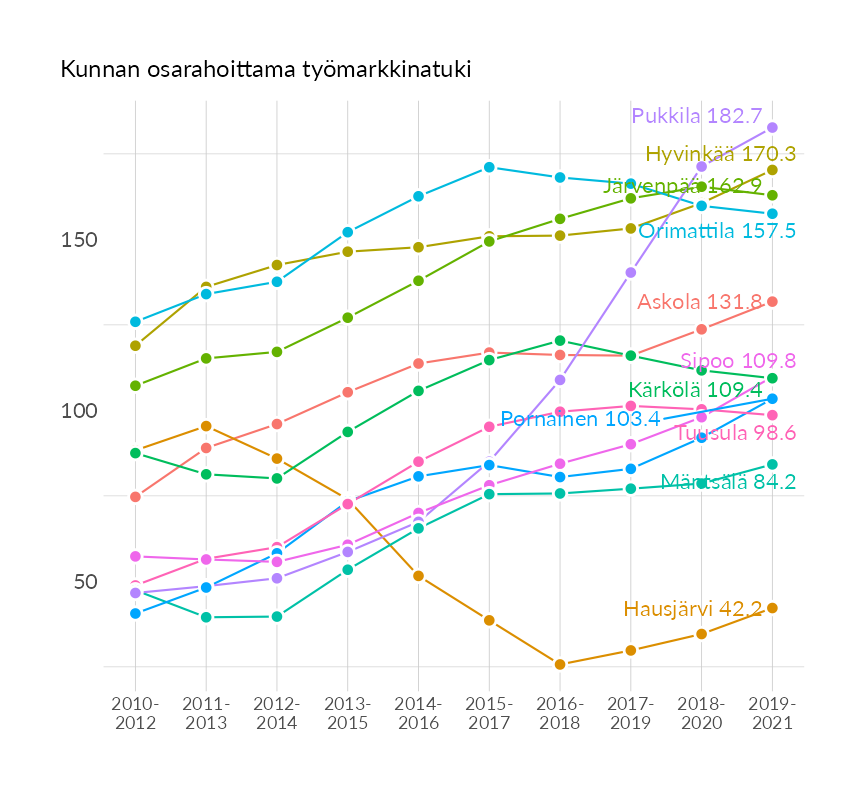 Kunnan osarahoittama työmarkkinatuki
Pukkila 182.7
Hyvinkää 170.3
Järvenpää 162.9
Orimattila 157.5
150
Askola 131.8
Sipoo 109.8
Kärkölä 109.4
100
Pornainen 103.4
Tuusula 98.6
Mäntsälä 84.2
50
Hausjärvi 42.2
2010- 2011- 2012- 2013- 2014- 2015- 2016- 2017- 2018- 2019-
2012 2013 2014 2015 2016 2017 2018 2019 2020 2021